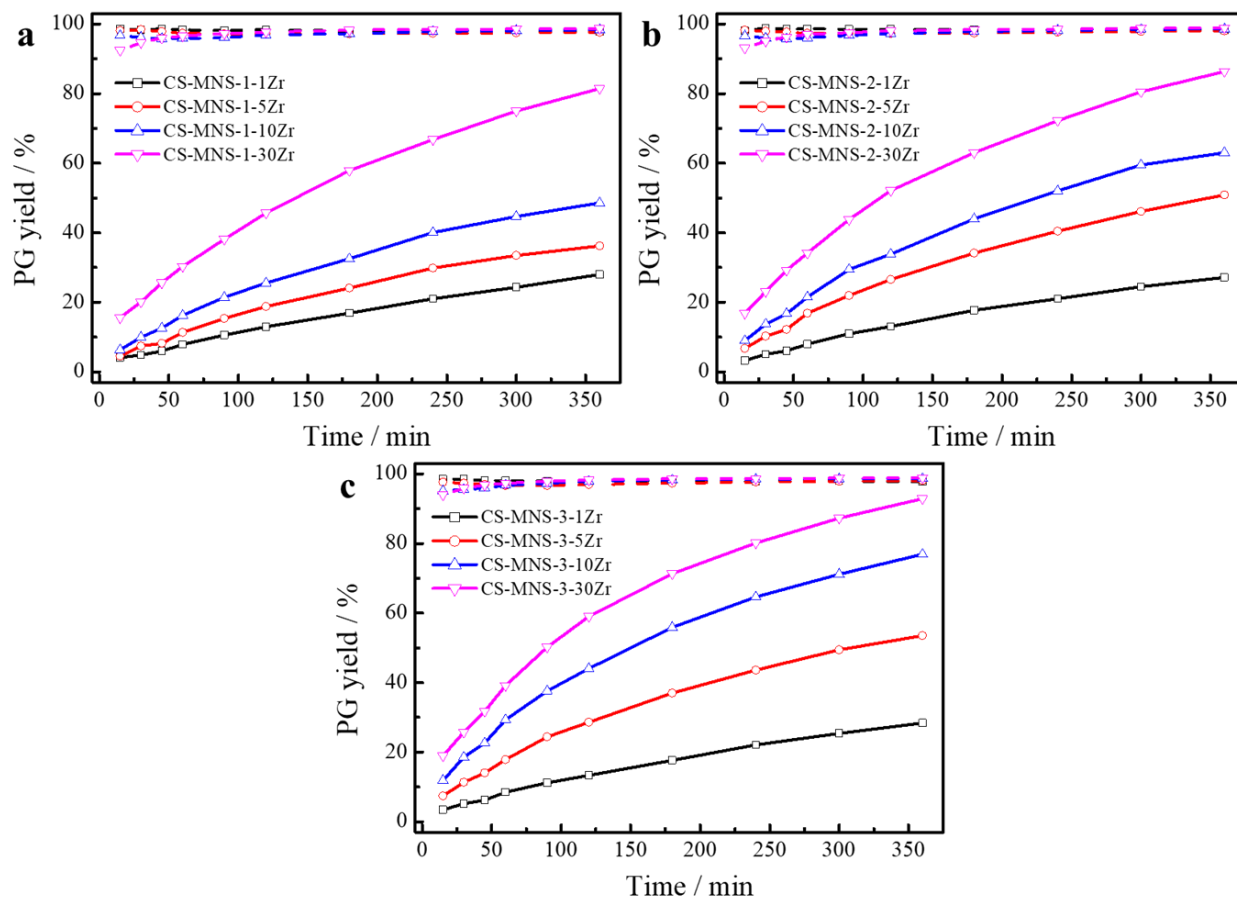 a
CS-MNS-1-1Zr
CS-MNS-1-5Zr
CS-MNS-1-10Zr
CS-MNS-1-30Zr
PG yield / %
100
80
60
40
20
0
0 50 100 150 200 250 300 350
Time / min
b
CS-MNS-2-1Zr
CS-MNS-2-5Zr
CS-MNS-2-10Zr
CS-MNS-2-30Zr
PG yield / %
100
80
60
40
20
0
0 50 100 150 200 250 300 350
Time / min
c
CS-MNS-3-1Zr
CS-MNS-3-5Zr
CS-MNS-3-10Zr
CS-MNS-3-30Zr
PG yield / %
100
80
60
40
20
0
0 50 100 150 200 250 300 350
Time / min